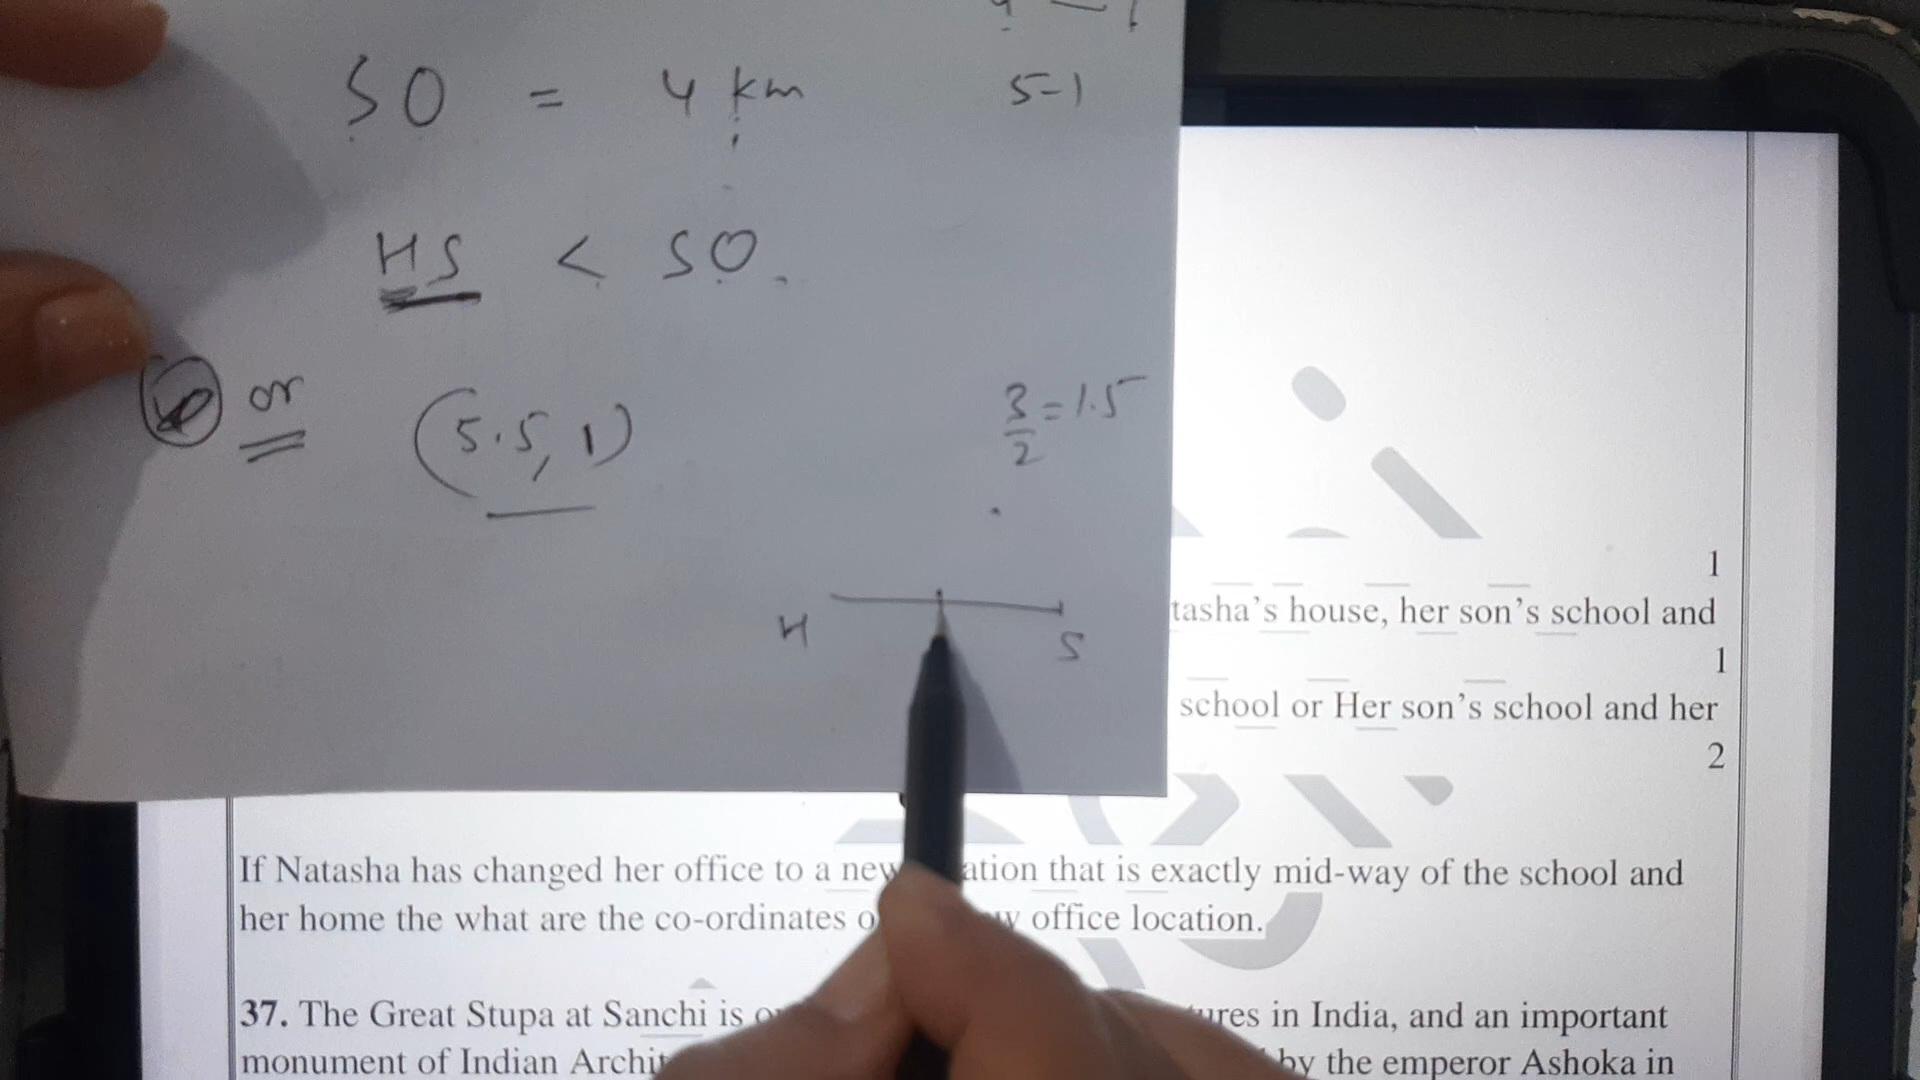 SO = 4 km 5-1
HS < SO.
or (5.5, 1) 3/2 = 1.5
H S
1
tasha's house, her son's school and
1
school or Her son's school and her
2
If Natasha has changed her office to a new ation that is exactly mid-way of the school and
her home the what are the co-ordinates o w office location.
37. The Great Stupa at Sanchi is o ures in India, and an important
monument of Indian Archit by the emperor Ashoka in